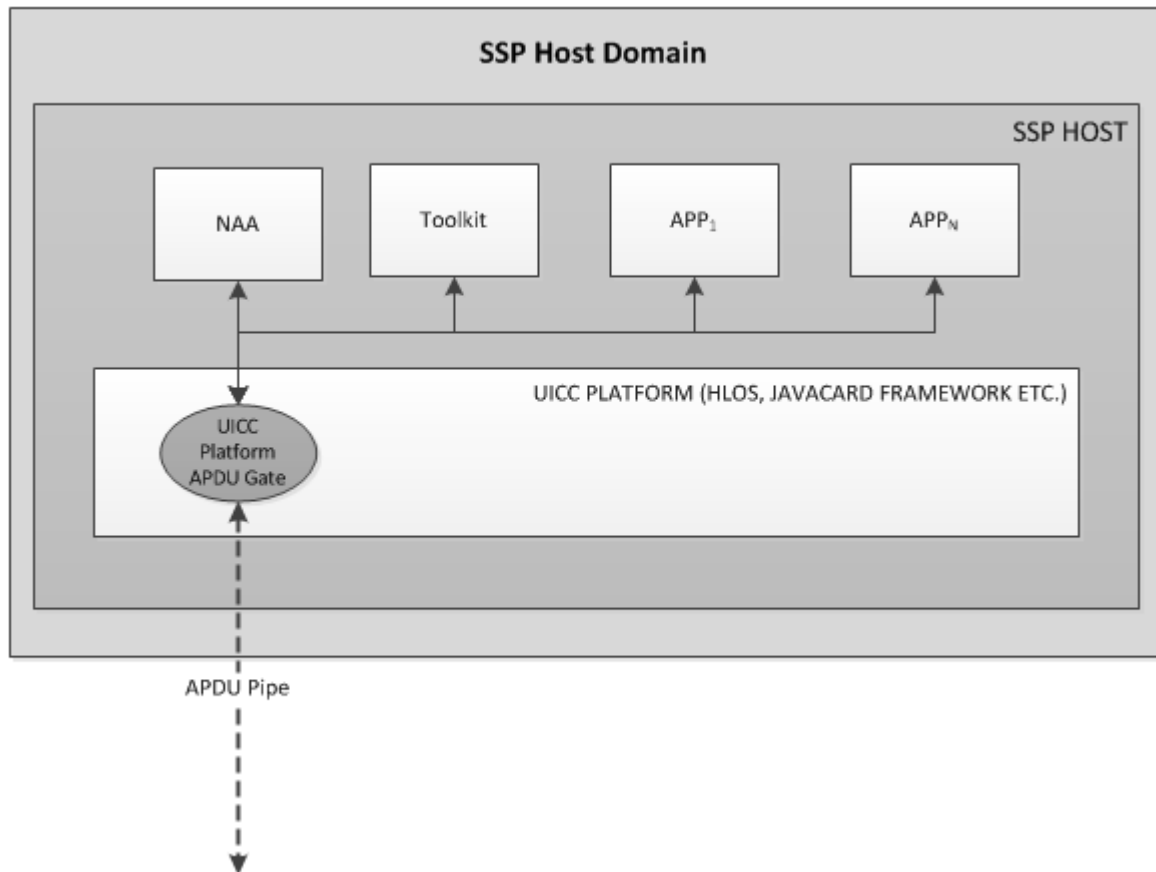 SSP Host Domain
SSP HOST
NAA
Toolkit
APP₁
APPₙ
UICC PLATFORM (HLOS, JAVACARD FRAMEWORK ETC.)
UICC
Platform
APDU Gate
APDU Pipe